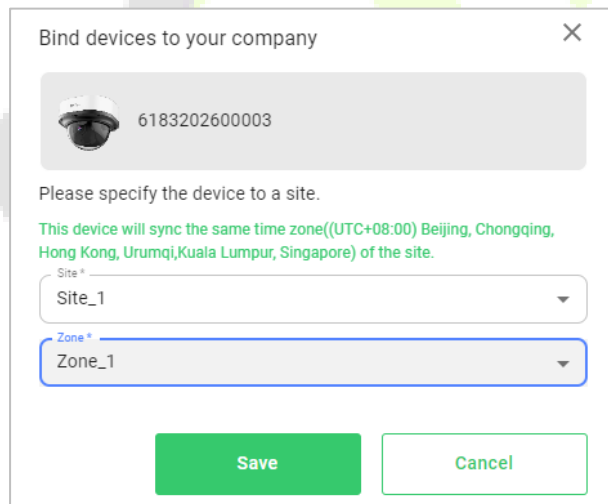 Bind devices to your company
6183202600003
Please specify the device to a site.
This device will sync the same time zone((UTC+08:00) Beijing, Chongqing,
Hong Kong, Urumqi,Kuala Lumpur, Singapore) of the site.
Site *
Site_1
Zone *
Zone_1
Save
Cancel